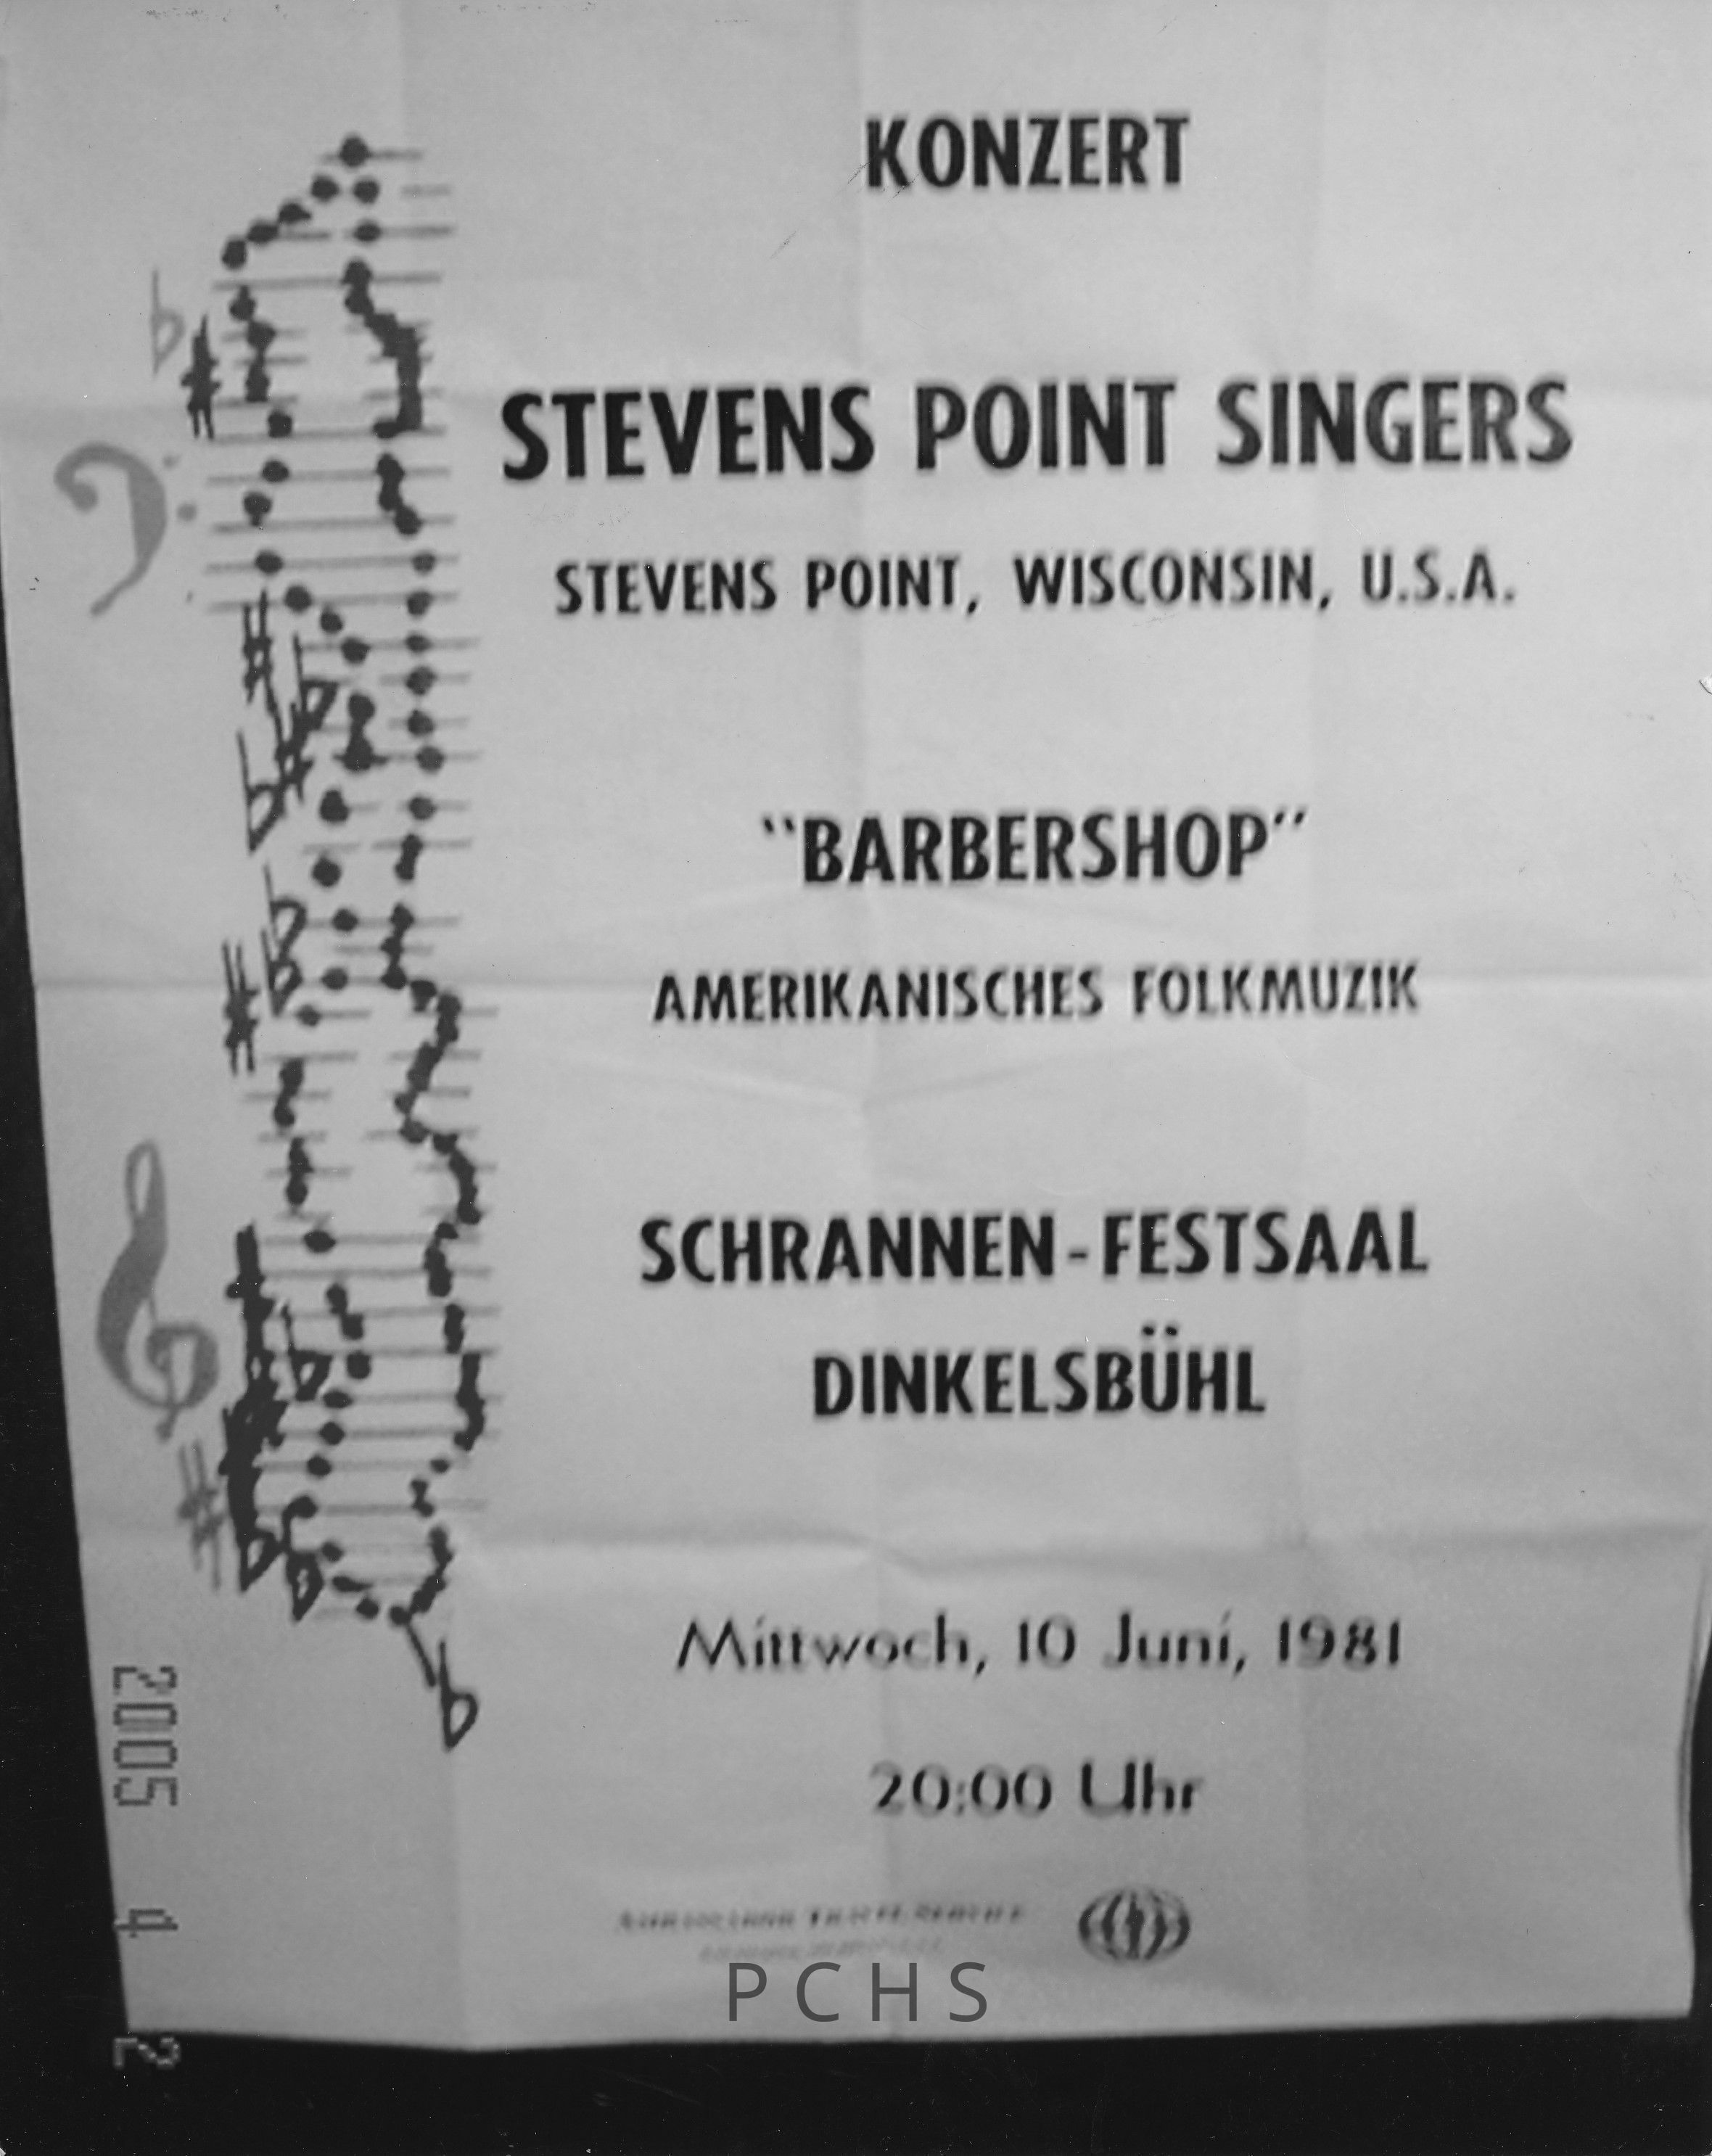 KONZERT
STEVENS POINT SINGERS
STEVENS POINT, WISCONSIN, U.S.A.
"BARBERSHOP"
AMERIKANISCHES FOLKMUZIK
SCHRANNEN-FESTSAAL
DINKELSBÜHL
Mittwoch, 10 Juni, 1981
20:00 Uhr
PCHS
2005 4 2